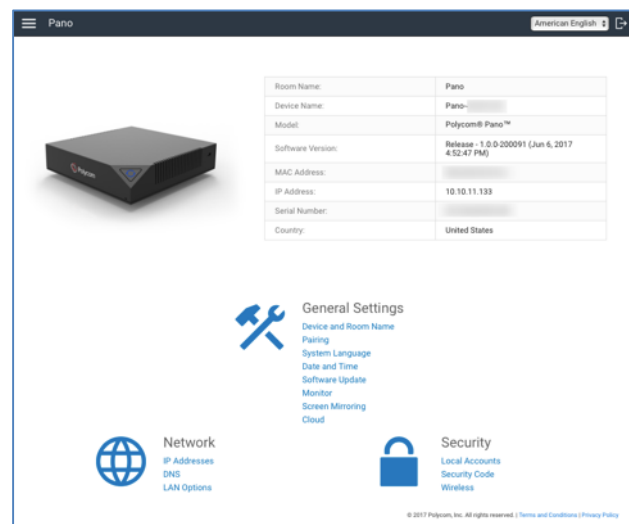 Pano
American English
Room Name: Pano
Device Name: Pano-
Model: Polycom® Pano™
Software Version: Release - 1.0.0-200091 (Jun 6, 2017
4:52:47 PM)
MAC Address:
IP Address: 10.10.11.133
Serial Number:
Country: United States
Polycom
General Settings
Device and Room Name
Pairing
System Language
Date and Time
Software Update
Monitor
Screen Mirroring
Cloud
Network
IP Addresses
DNS
LAN Options
Security
Local Accounts
Security Code
Wireless
© 2017 Polycom, Inc. All rights reserved. | Terms and Conditions | Privacy Policy